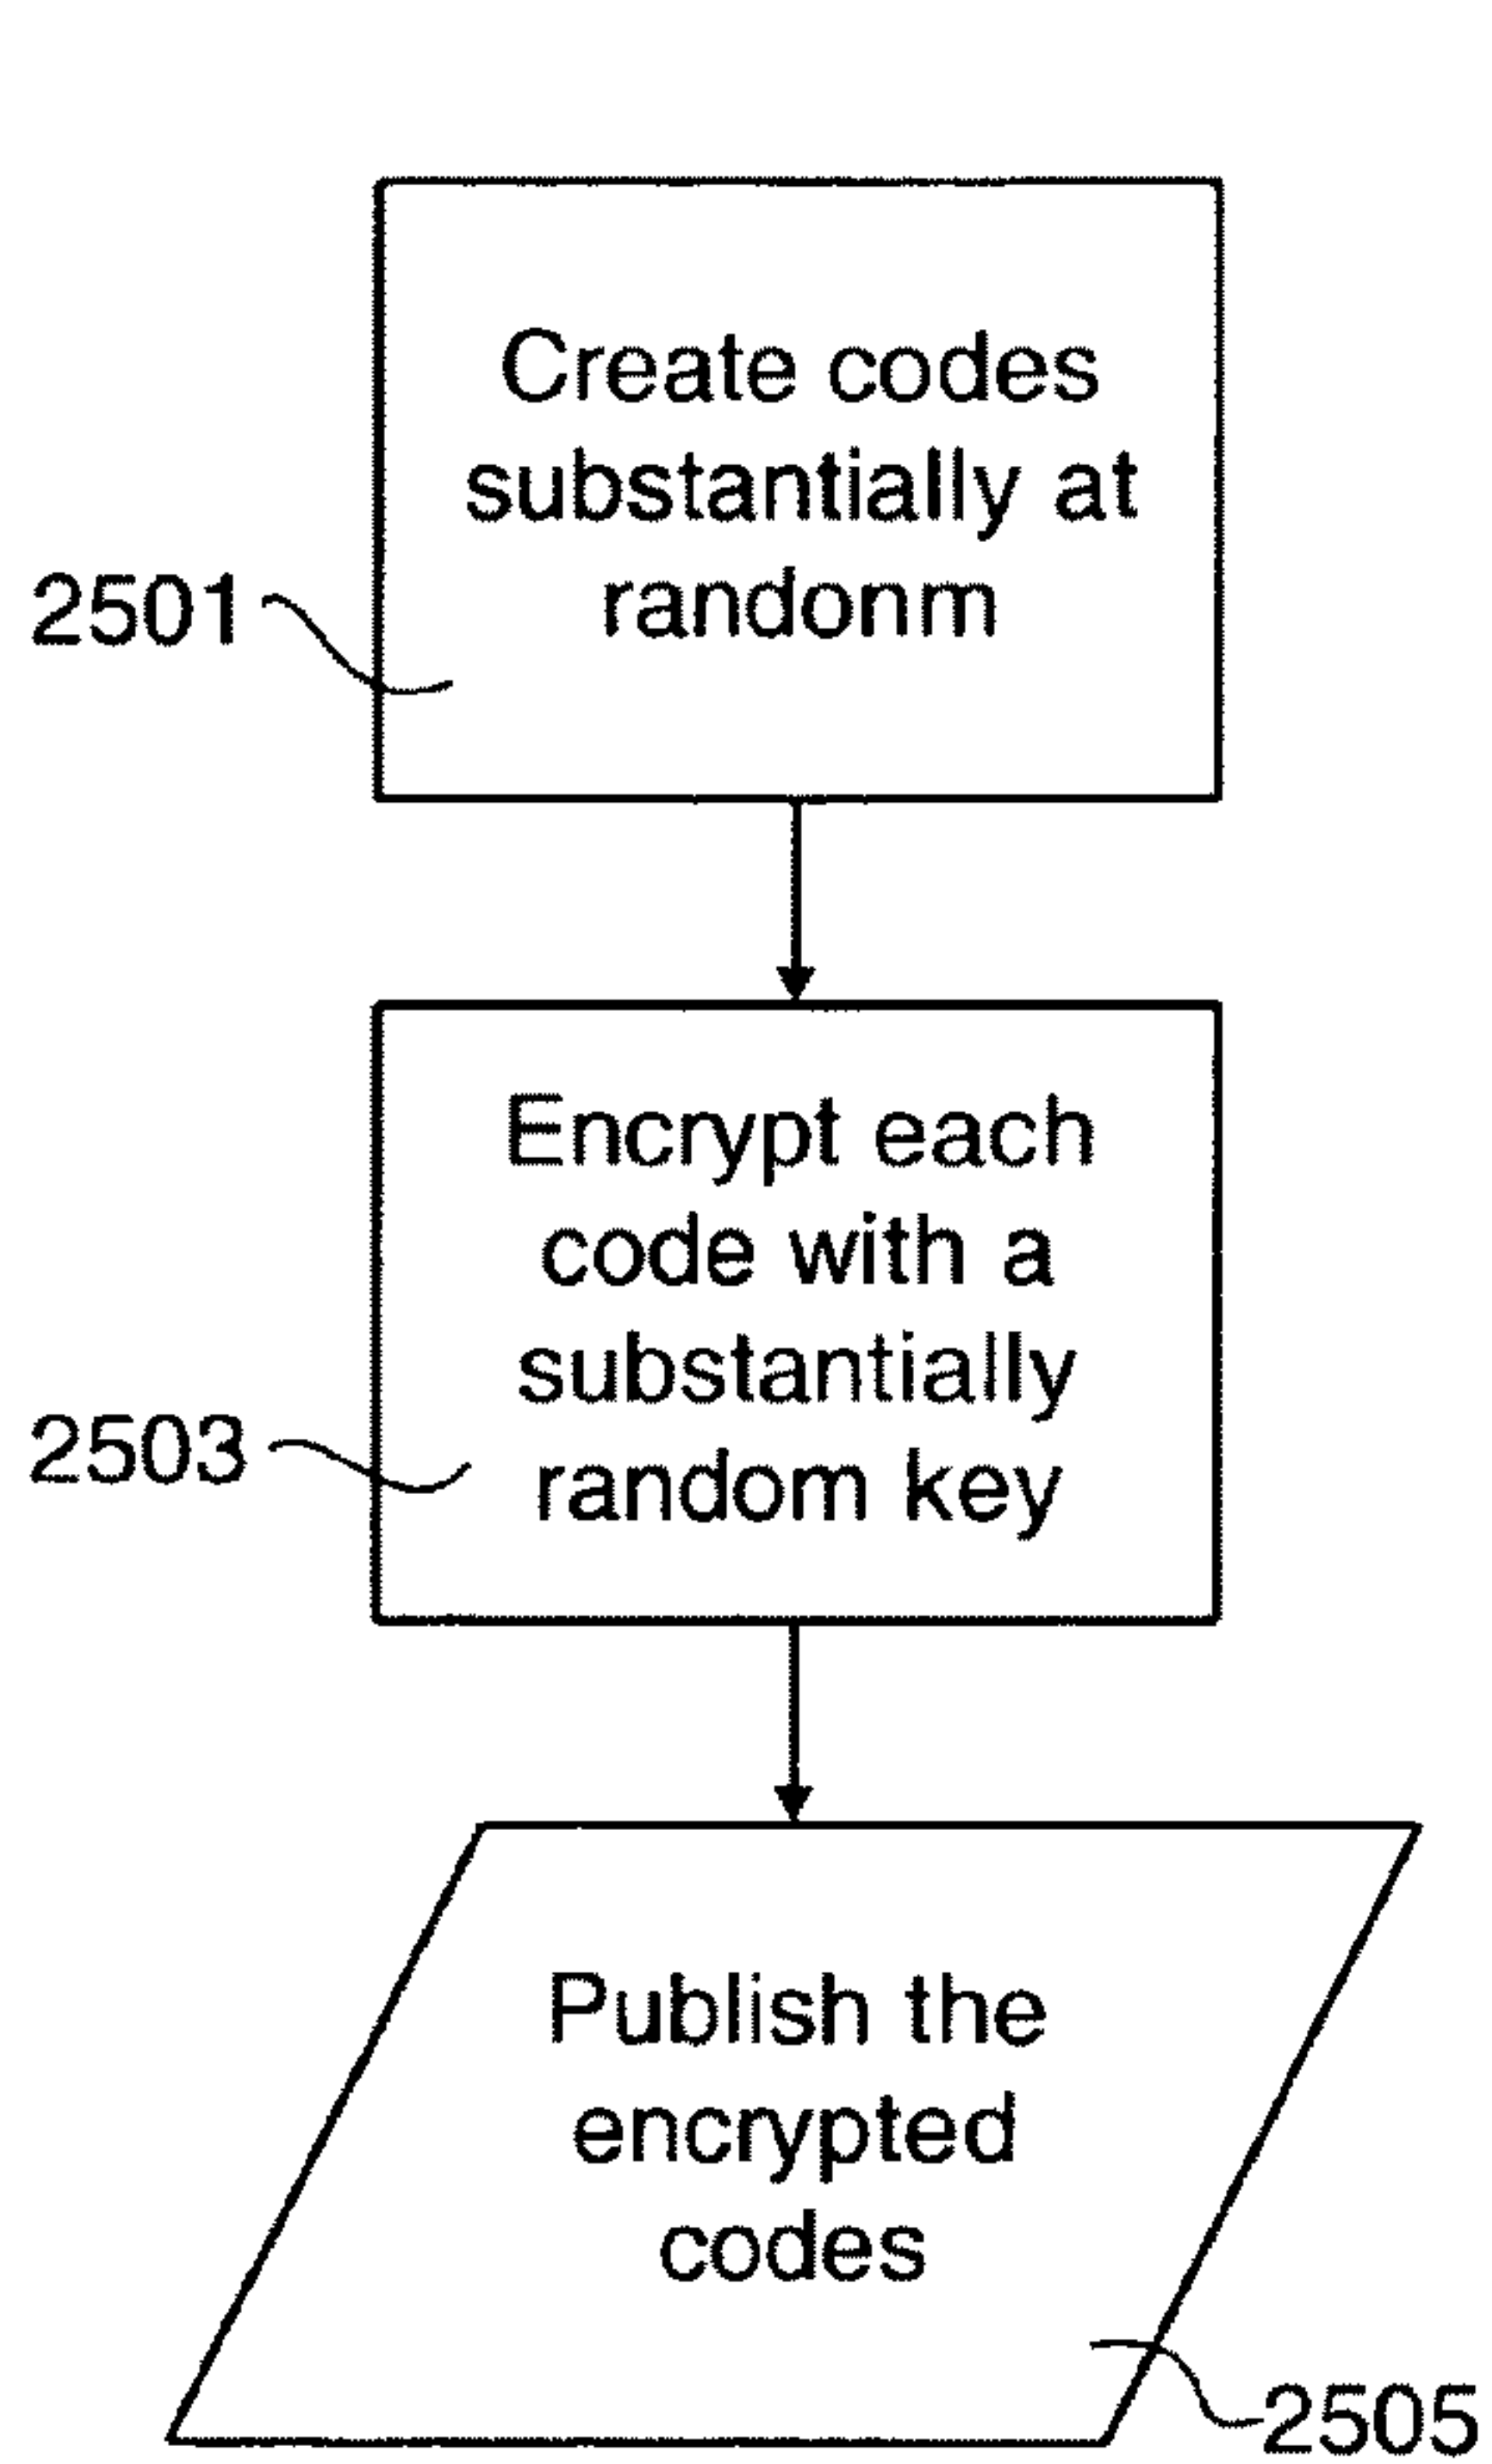 Create codes
substantially at
randonm
2501
Encrypt each
code with a
substantially
random key
2503
Publish the
encrypted
codes
2505